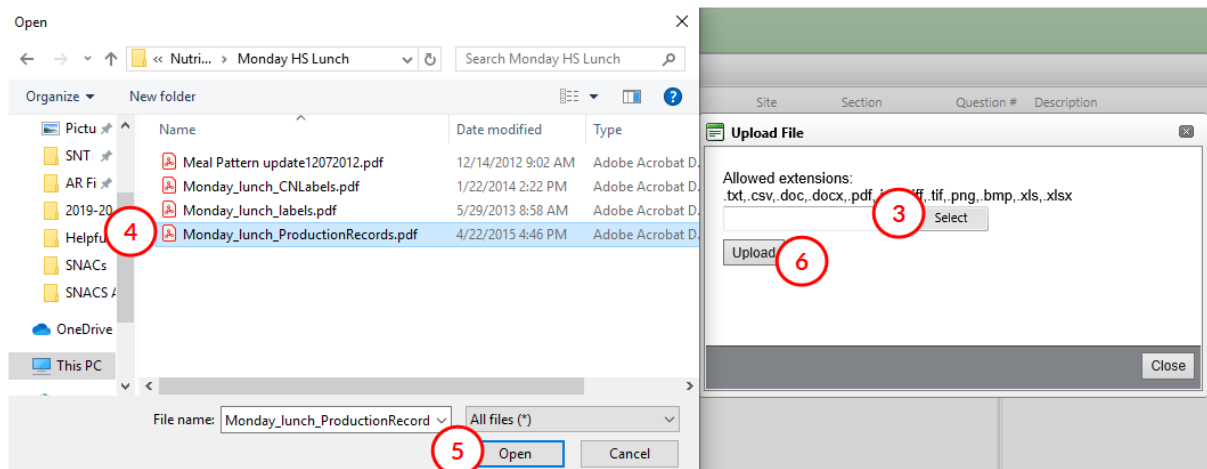 Open
« Nutri... > Monday HS Lunch
Search Monday HS Lunch
Organize
New folder
Pictu
SNT
AR Fi
2019-20
Helpfu
SNACs
SNACS A
OneDrive
This PC
Name Date modified Type
Meal Pattern update12072012.pdf 12/14/2012 9:02 AM Adobe Acrobat D
Monday_lunch_CNLabels.pdf 1/22/2014 2:22 PM Adobe Acrobat D
Monday_lunch_labels.pdf 5/29/2013 8:58 AM Adobe Acrobat D
4 Monday_lunch_ProductionRecords.pdf 4/22/2015 4:46 PM Adobe Acrobat D
File name: Monday_lunch_ProductionRecord All files (*)
5 Open Cancel
Site Section Question # Description
Upload File
Allowed extensions:
.txt,.csv,.doc,.docx,.pdf, .tif,.png,.bmp,.xls,.xlsx
3 Select
Upload 6
Close